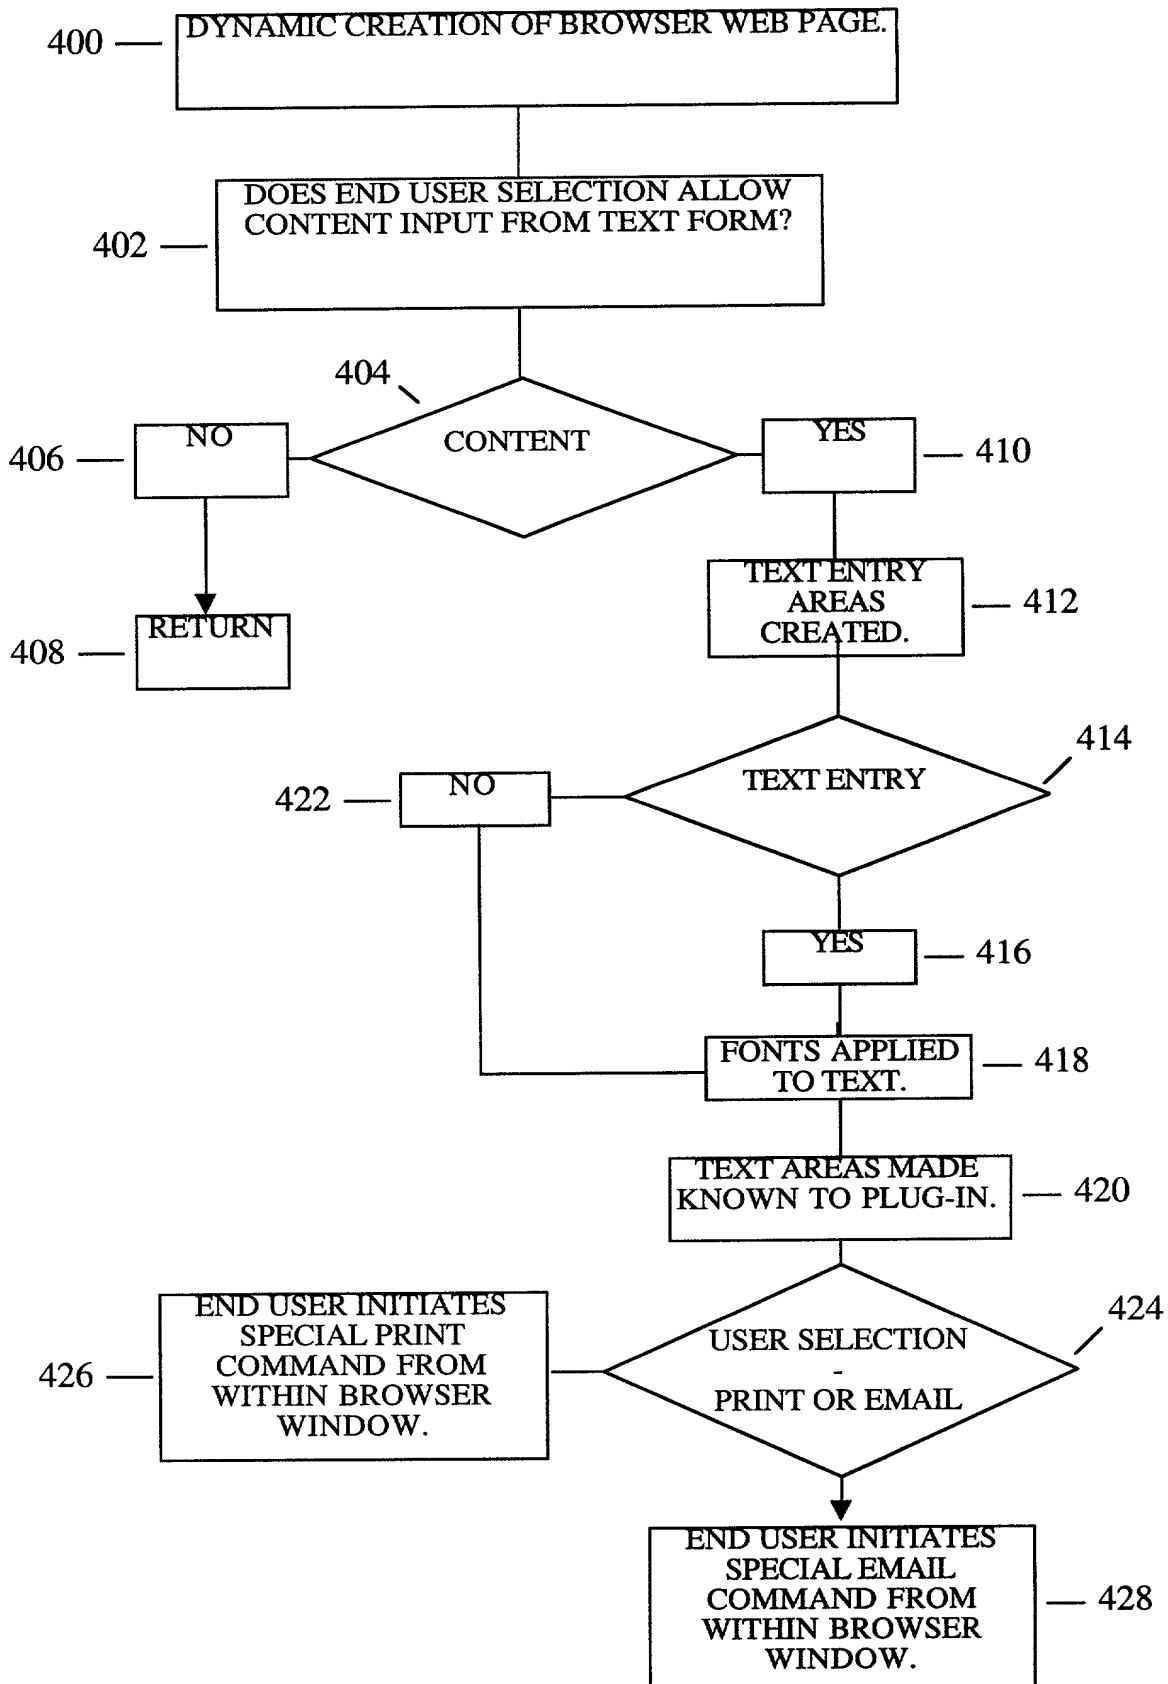 DYNAMIC CREATION OF BROWSER WEB PAGE.
400
DOES END USER SELECTION ALLOW
CONTENT INPUT FROM TEXT FORM?
402
404
CONTENT
NO
406
YES
410
RETURN
408
TEXT ENTRY
AREAS
CREATED.
412
414
TEXT ENTRY
NO
422
YES
416
FONTS APPLIED
TO TEXT.
418
TEXT AREAS MADE
KNOWN TO PLUG-IN.
420
424
USER SELECTION
-
PRINT OR EMAIL
END USER INITIATES
SPECIAL PRINT
COMMAND FROM
WITHIN BROWSER
WINDOW.
426
END USER INITIATES
SPECIAL EMAIL
COMMAND FROM
WITHIN BROWSER
WINDOW.
428